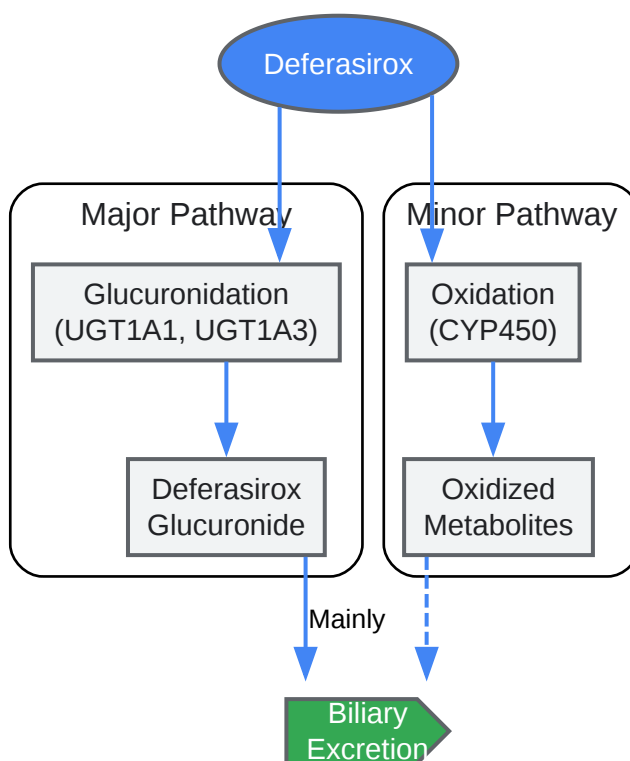 Deferasirox
Major Pathway
Minor Pathway
Glucuronidation
(UGT1A1, UGT1A3)
Oxidation
(CYP450)
Deferasirox
Glucuronide
Oxidized
Metabolites
Mainly
Biliary
Excretion